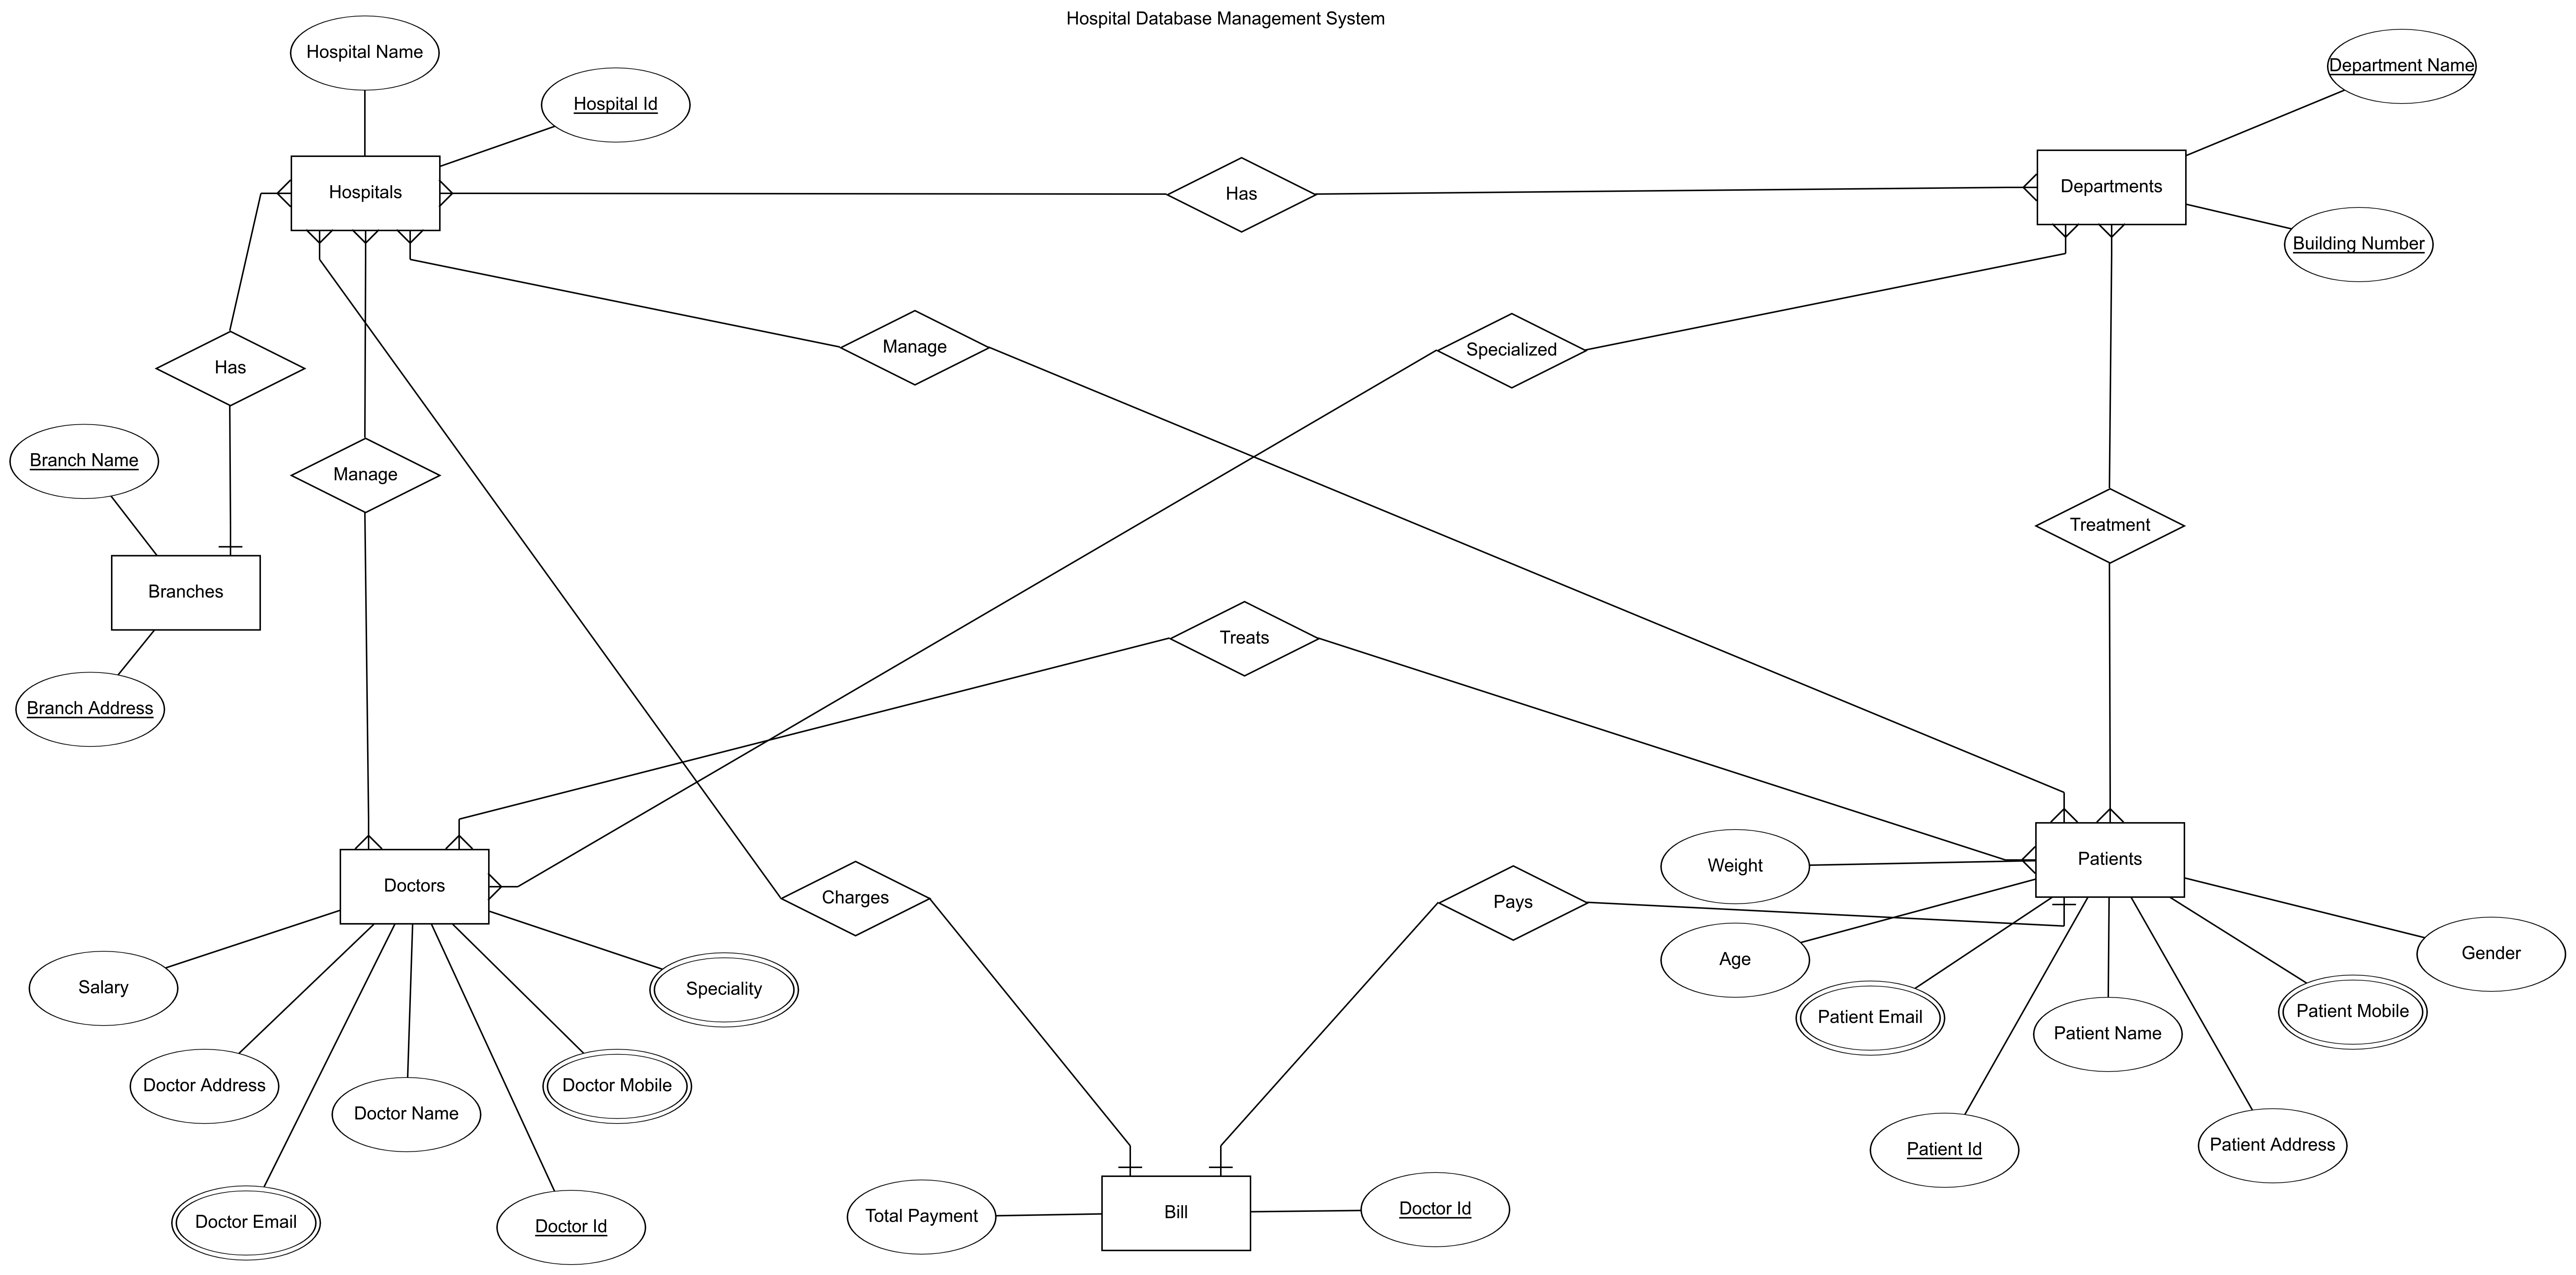 Hospital Database Management System
Hospital Name
Department Name
Hospital Id
Hospitals
Has
Departments
Building Number
Manage
Specialized
Has
Branch Name
Manage
Treatment
Branches
Treats
Branch Address
Weight
Patients
Doctors
Charges
Pays
Age
Gender
Salary
Speciality
Patient Email
Patient Mobile
Patient Name
Doctor Address
Doctor Mobile
Doctor Name
Patient Id
Patient Address
Doctor Email
Doctor Id
Total Payment
Bill
Doctor Id